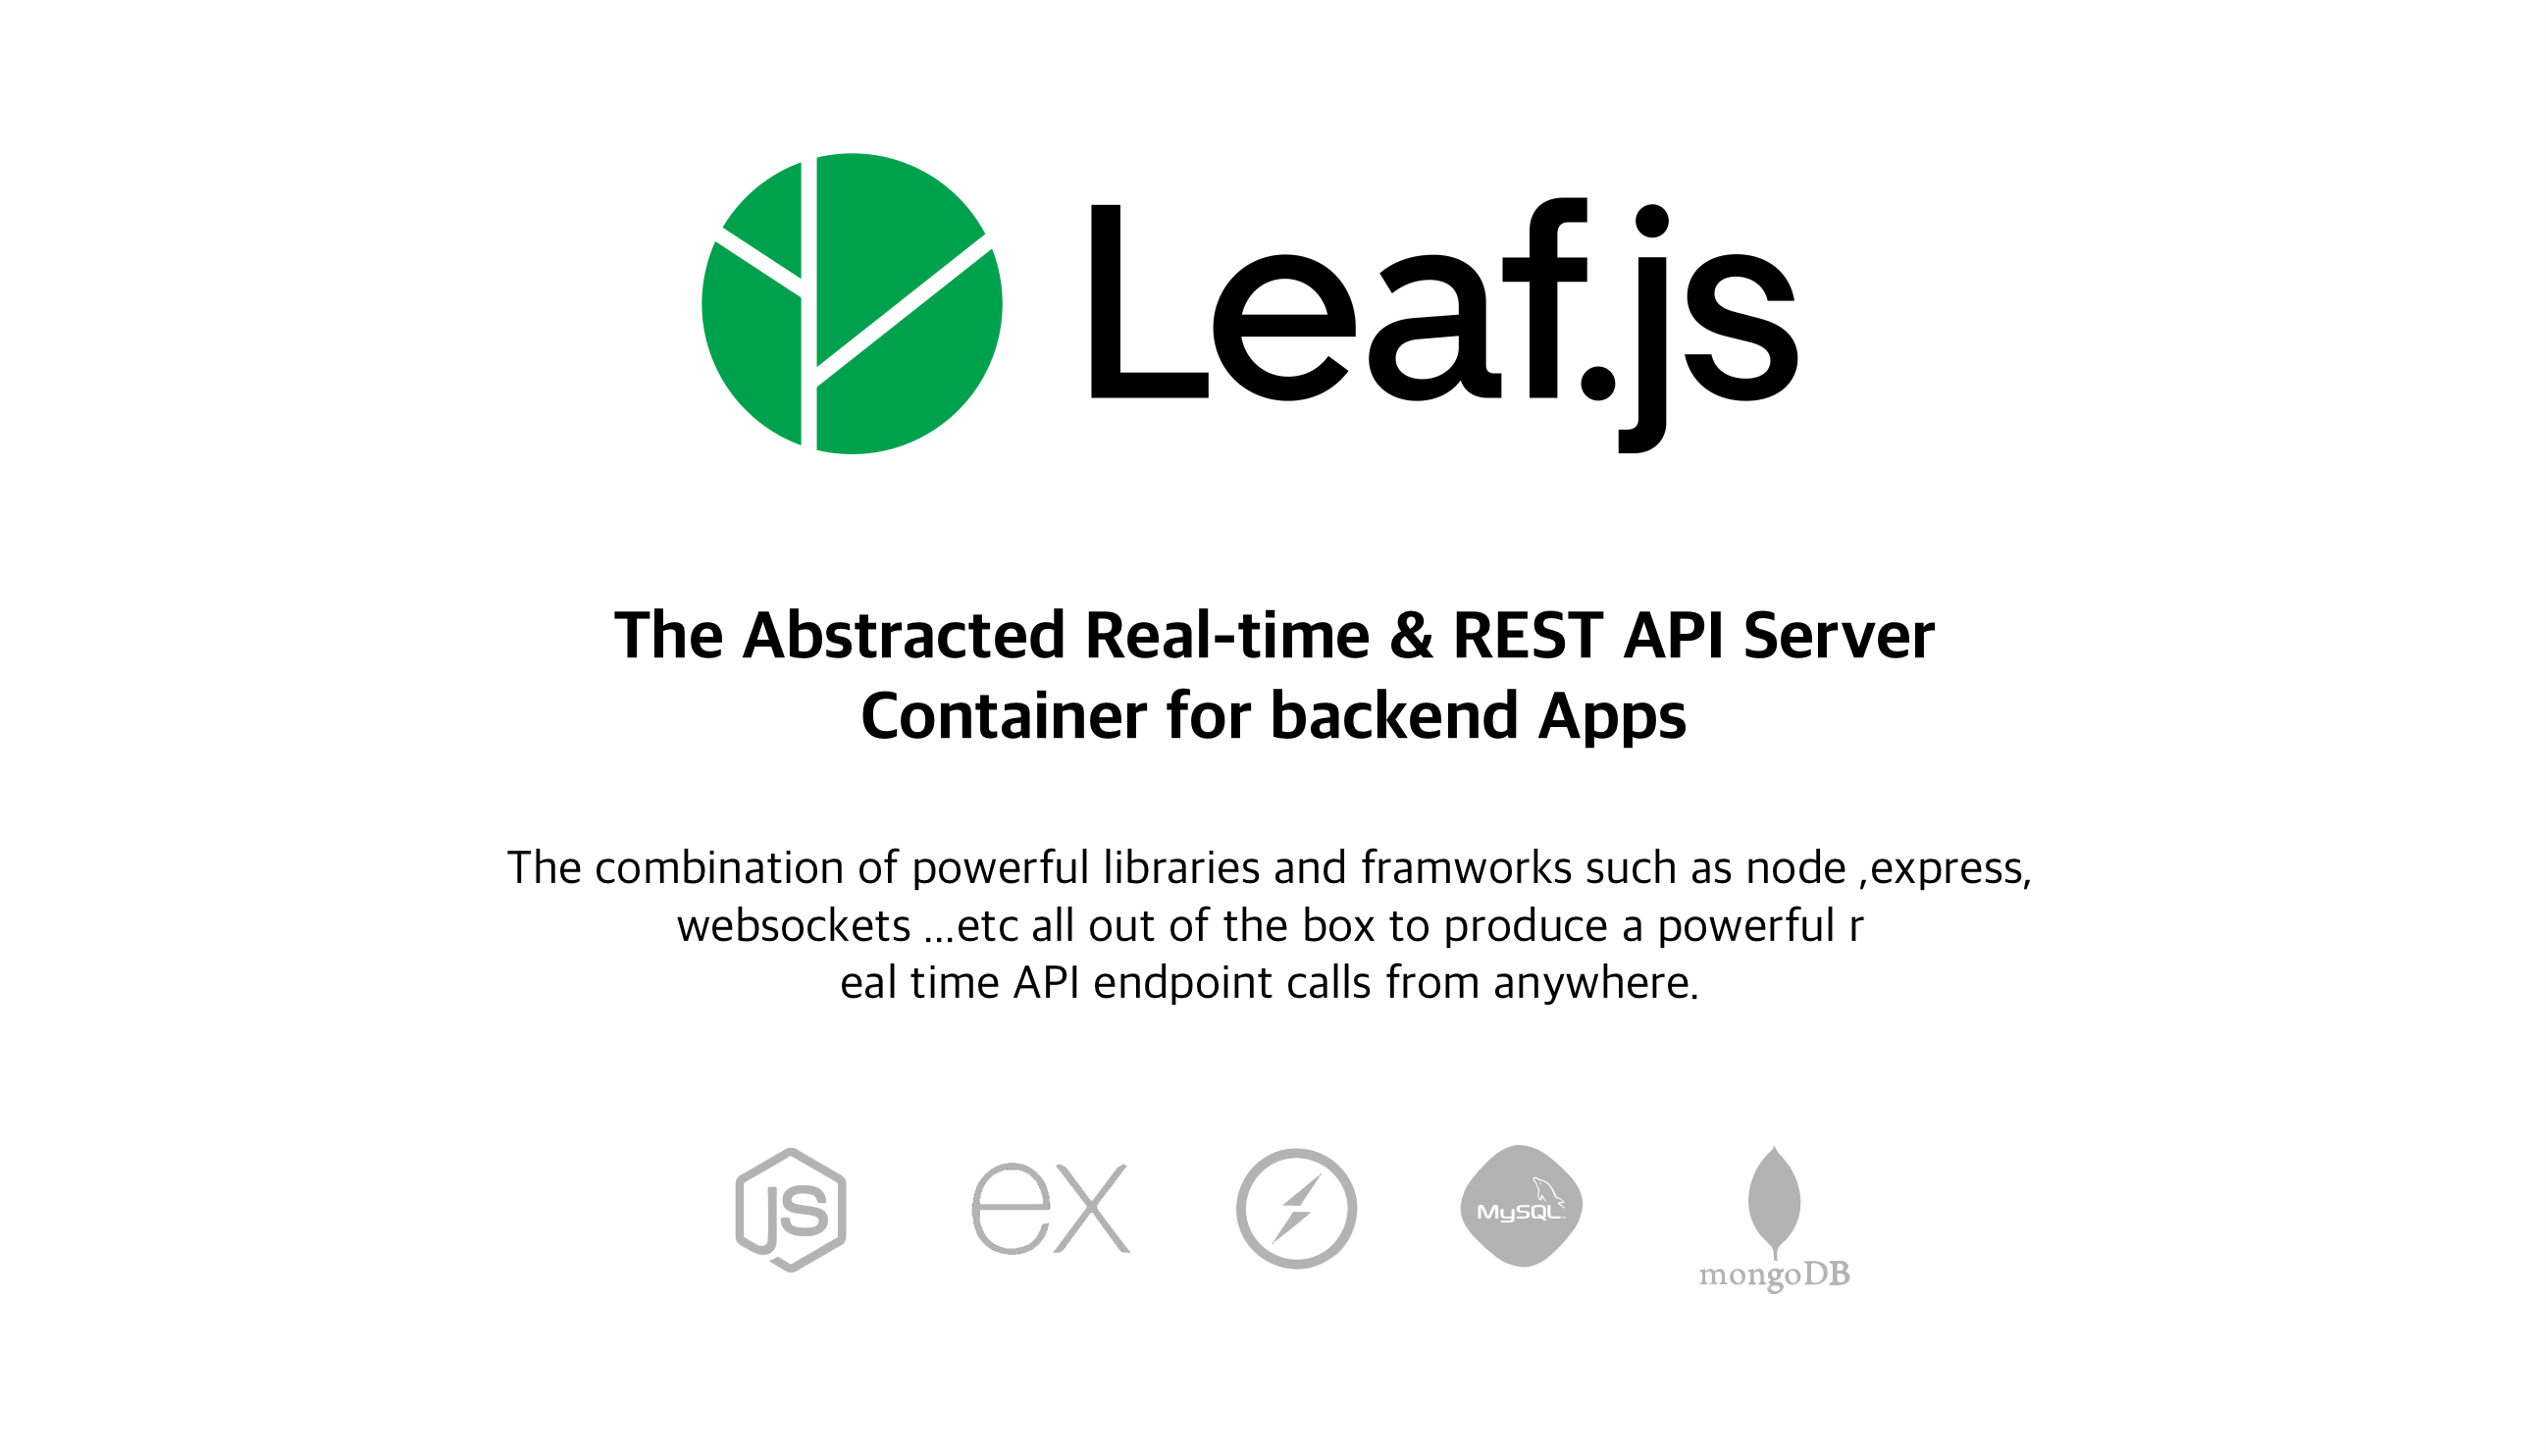 Leaf.js
The Abstracted Real-time & REST API Server
Container for backend Apps
The combination of powerful libraries and framworks such as node ,express,
websockets ...etc all out of the box to produce a powerful r
eal time API endpoint calls from anywhere.
JS ex MySQL mongoDB